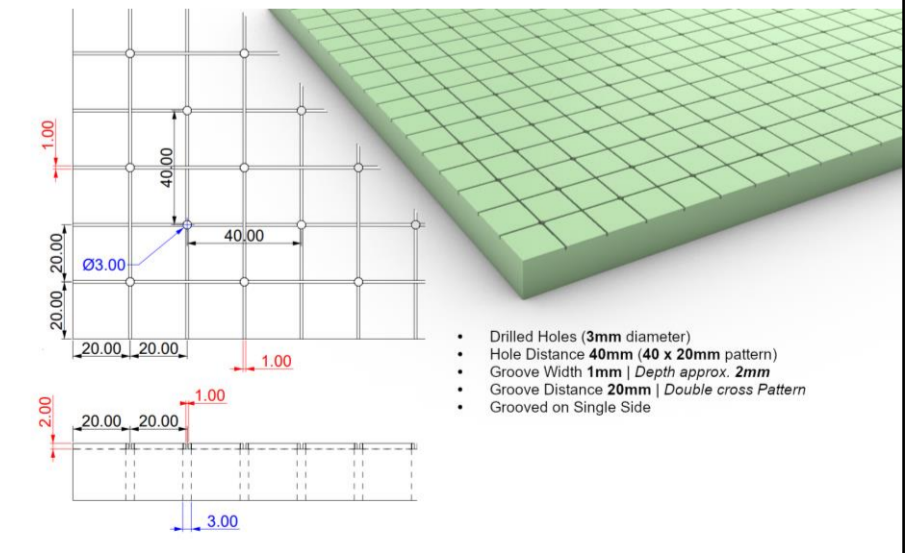 1.00
40.00
40.00
20.00
Ø3.00
20.00
20.00 20.00
1.00
• Drilled Holes (3mm diameter)
• Hole Distance 40mm (40 x 20mm pattern)
• Groove Width 1mm | Depth approx. 2mm
• Groove Distance 20mm | Double cross Pattern
• Grooved on Single Side
2.00
1.00
20.00 20.00
3.00